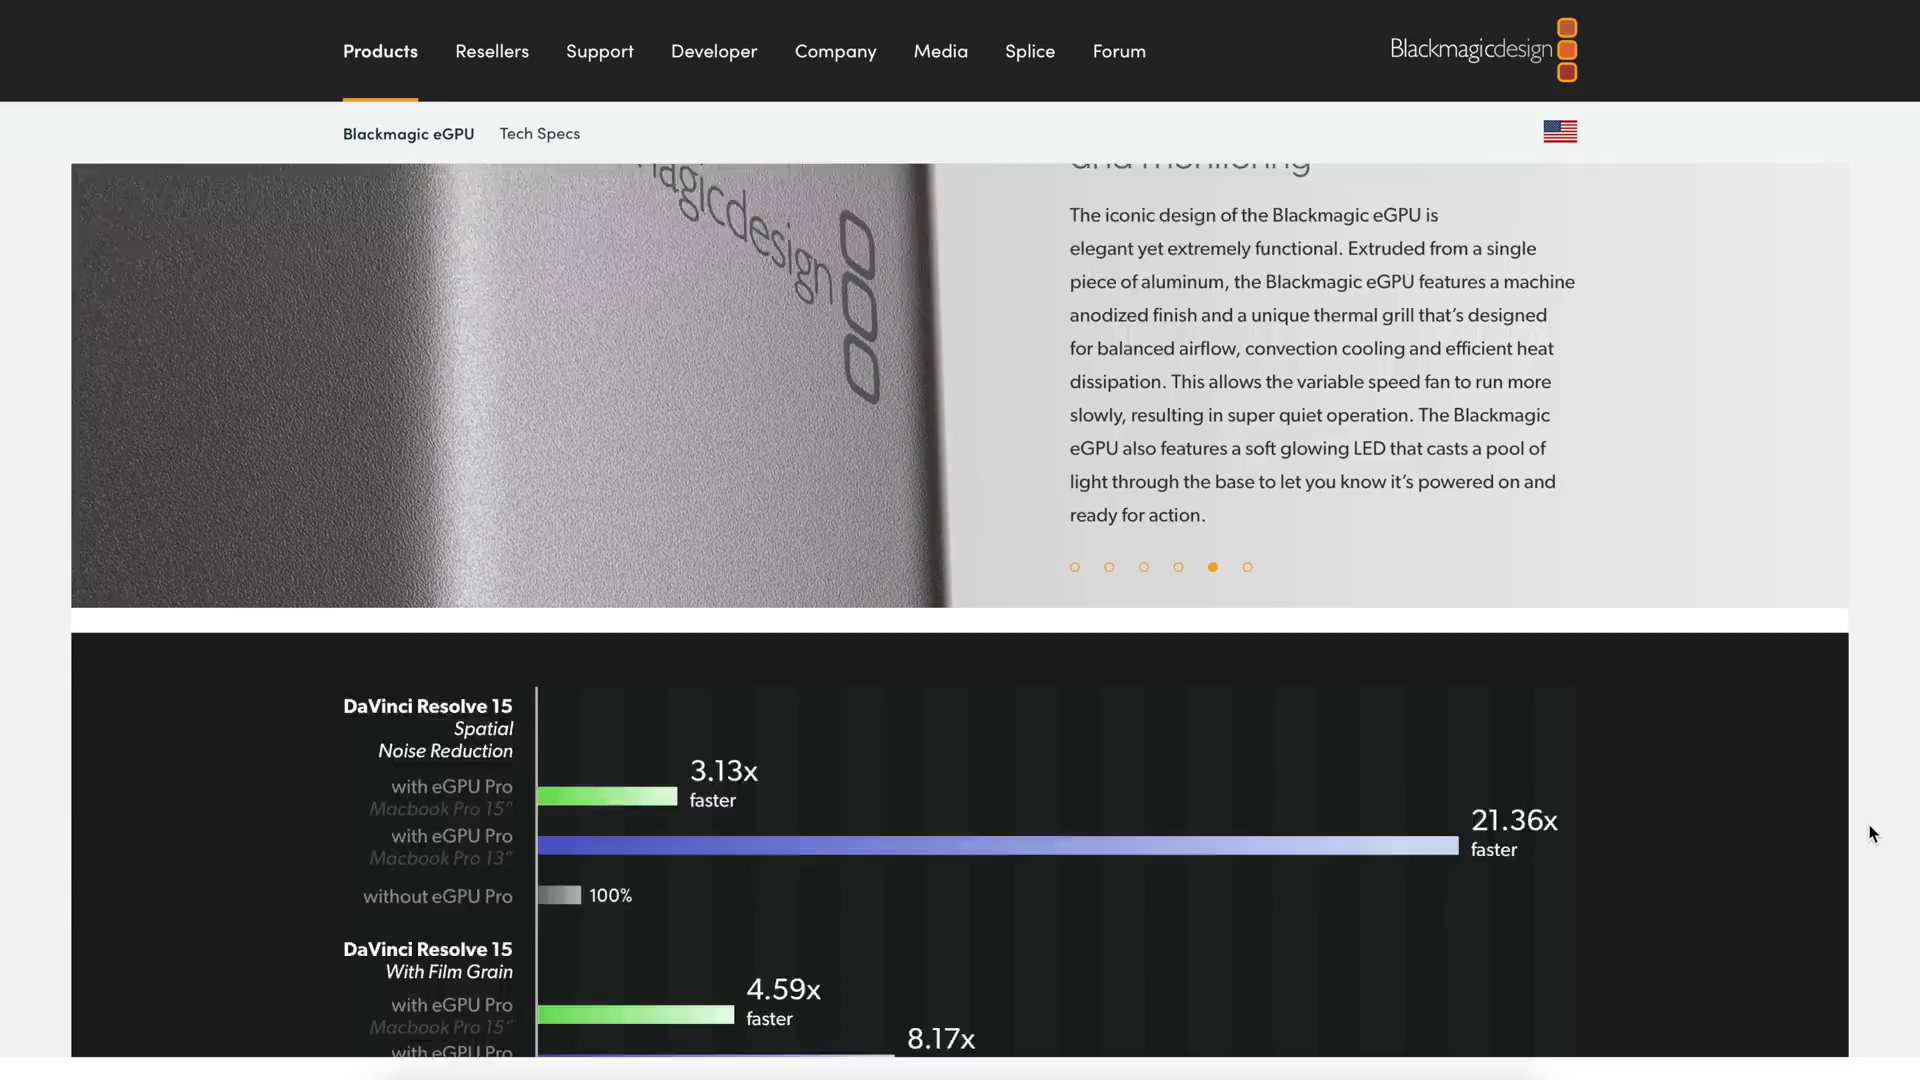 Products Resellers Support Developer Company Media Splice Forum
Blackmagicdesign
Blackmagic eGPU Tech Specs
and monitoring
agicdesign
The iconic design of the Blackmagic eGPU is
elegant yet extremely functional. Extruded from a single
piece of aluminum, the Blackmagic eGPU features a machine
anodized finish and a unique thermal grill that’s designed
for balanced airflow, convection cooling and efficient heat
dissipation. This allows the variable speed fan to run more
slowly, resulting in super quiet operation. The Blackmagic
eGPU also features a soft glowing LED that casts a pool of
light through the base to let you know it’s powered on and
ready for action.
DaVinci Resolve 15
Spatial
Noise Reduction
with eGPU Pro
Macbook Pro 15”
3.13x
faster
with eGPU Pro
Macbook Pro 13”
21.36x
faster
without eGPU Pro
100%
DaVinci Resolve 15
With Film Grain
with eGPU Pro
Macbook Pro 15”
4.59x
faster
with eGPU Pro
8.17x